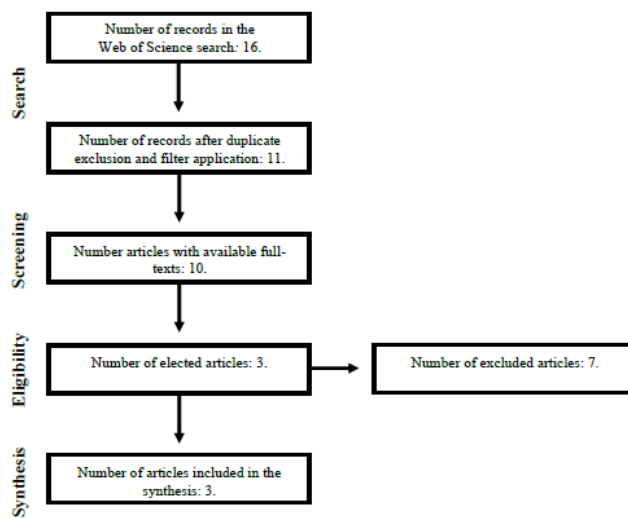 Search
Number of records in the
Web of Science search: 16.
Number of records after duplicate
exclusion and filter application: 11.
Screening
Number articles with available full-
texts: 10.
Eligibility
Number of elected articles: 3.
Number of excluded articles: 7.
Synthesis
Number of articles included in the
synthesis: 3.